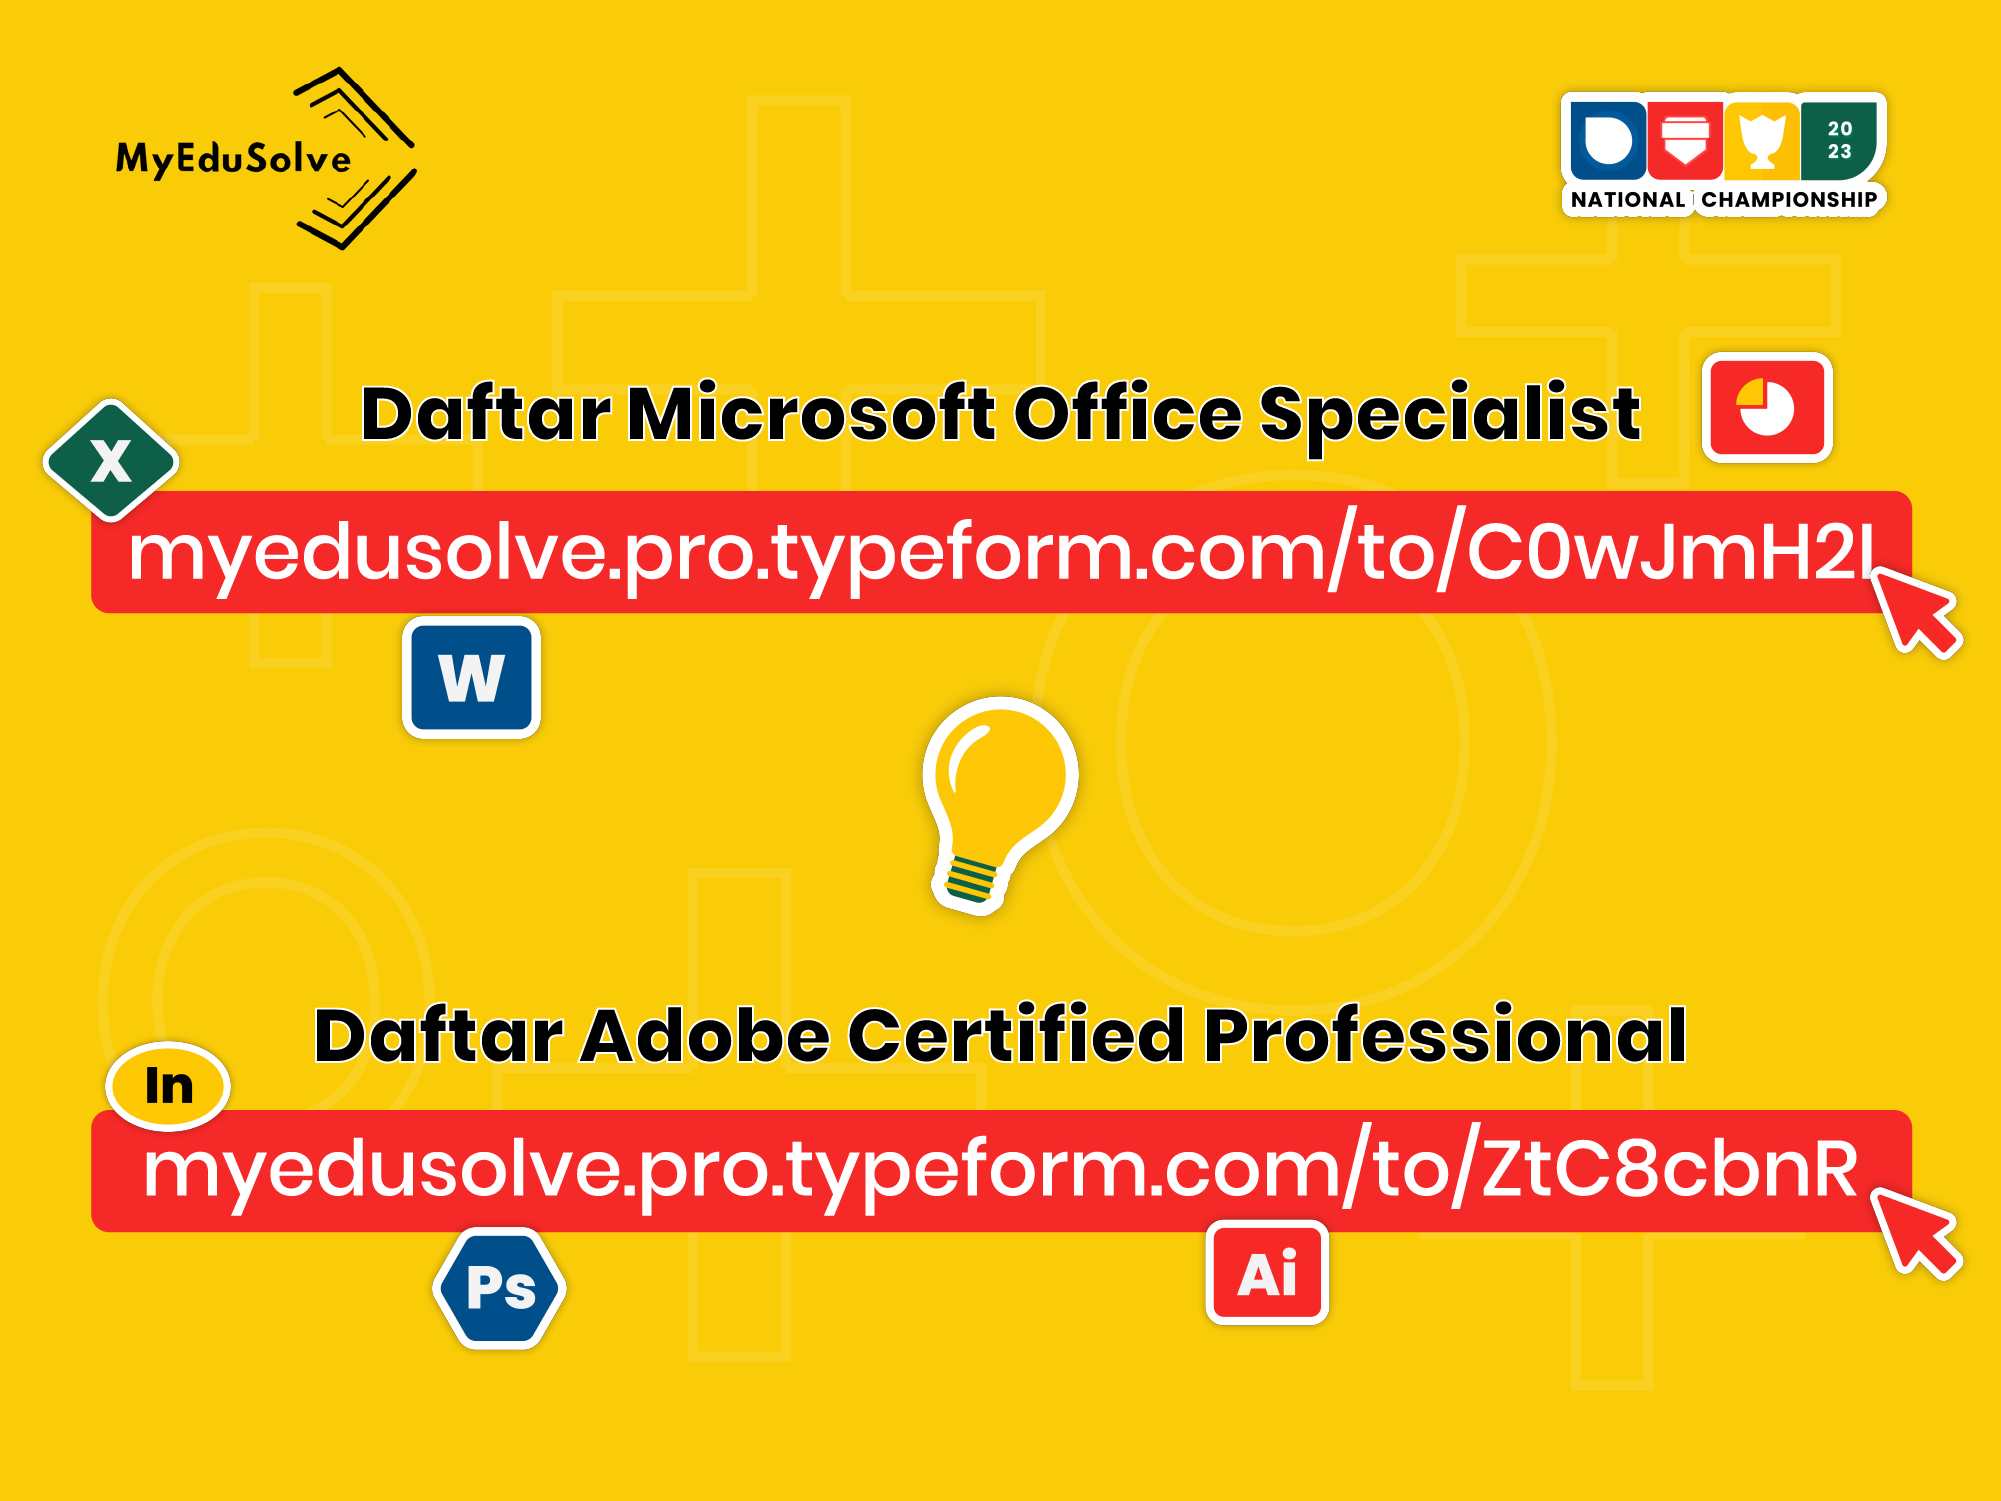 MyEduSolve
20
23
NATIONAL CHAMPIONSHIP
Daftar Microsoft Office Specialist
X
myedusolve.pro.typeform.com/to/C0wJmH2I
W
Daftar Adobe Certified Professional
In
myedusolve.pro.typeform.com/to/ZtC8cbnR
Ps
Ai